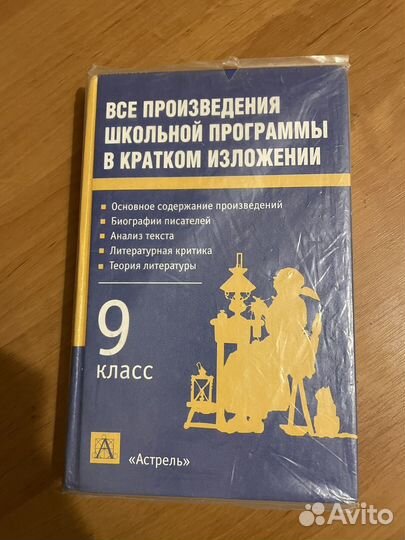 ВСЕ ПРОИЗВЕДЕНИЯ
ШКОЛЬНОЙ ПРОГРАММЫ
В КРАТКОМ ИЗЛОЖЕНИИ
Основное содержание произведений
Биографии писателей
Анализ текста
Литературная критика
Теория литературы
9
класс
А
«Астрель»
Avito